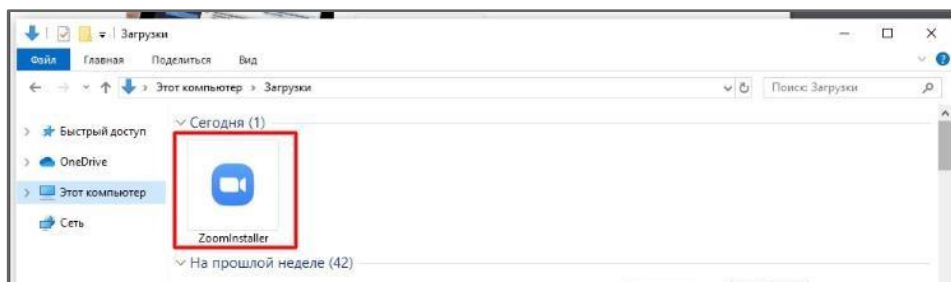 Загрузки
Файл Главная Поделиться Вид
Этот компьютер › Загрузки Поиск: Загрузки
Быстрый доступ
OneDrive
Этот компьютер
Сеть
Сегодня (1)
ZoomInstaller
На прошлой неделе (42)